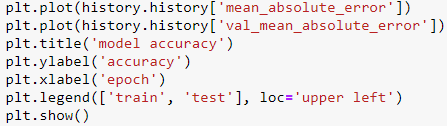 plt.plot(history.history['mean_absolute_error'])
plt.plot(history.history['val_mean_absolute_error'])
plt.title('model accuracy')
plt.ylabel('accuracy')
plt.xlabel('epoch')
plt.legend(['train', 'test'], loc='upper left')
plt.show()